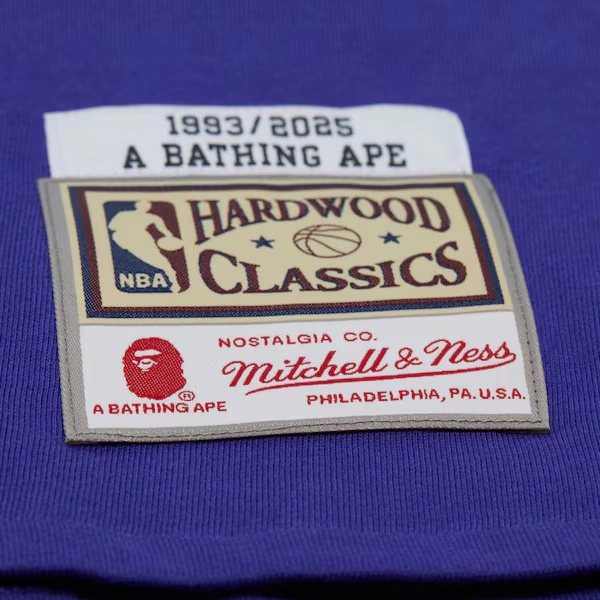 1993/2025
A BATHING APE
HARDWOOD
CLASSICS
NBA
NOSTALGIA CO.
Mitchell & Ness
PHILADELPHIA, PA. U.S.A.
®
A BATHING APE